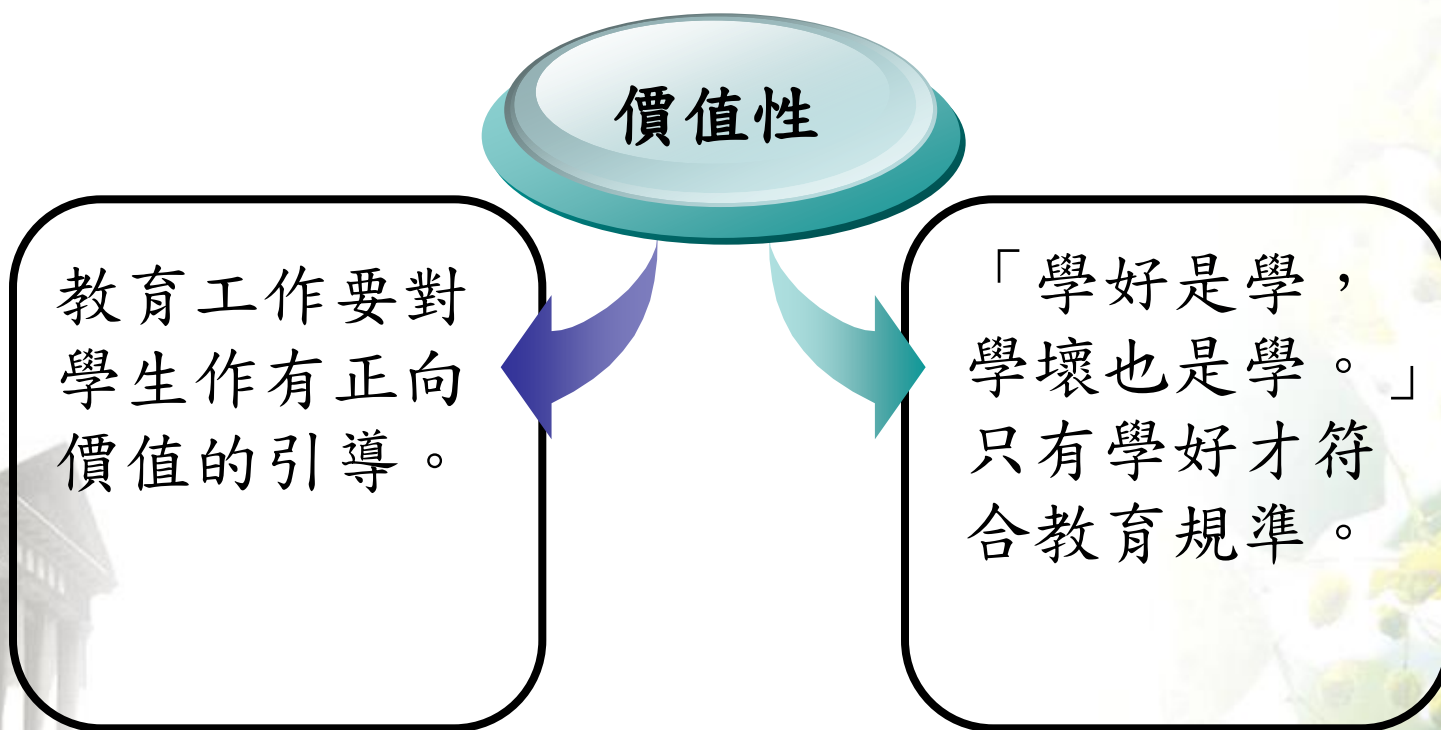 價值性
教育工作要對
學生作有正向
價值的引導。
「學好是學，
學壞也是學。」
只有學好才符
合教育規準。